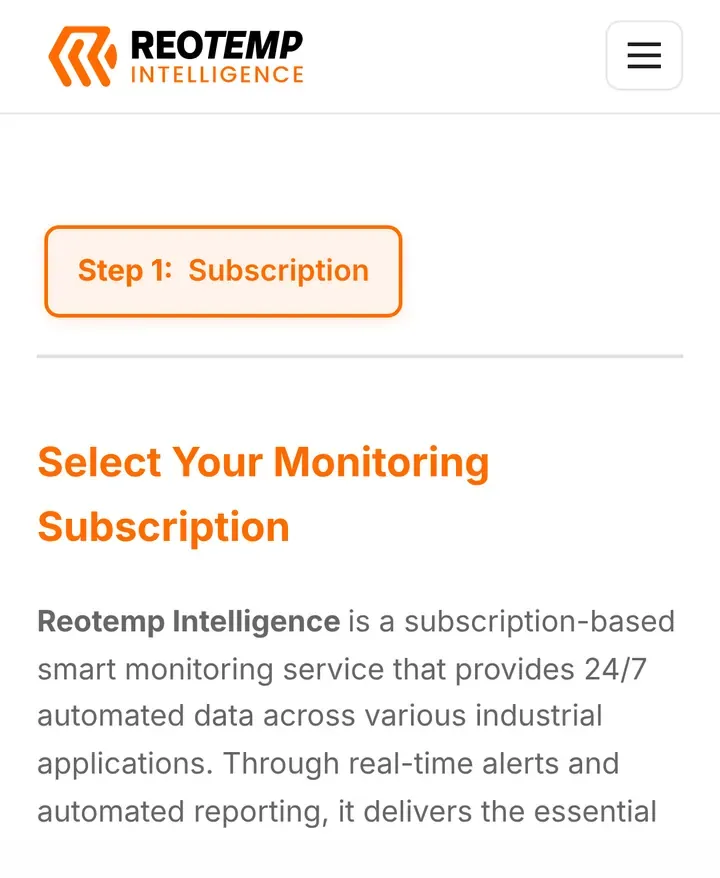 REOTEMP
INTELLIGENCE
Step 1: Subscription
Select Your Monitoring
Subscription
Reotemp Intelligence is a subscription-based
smart monitoring service that provides 24/7
automated data across various industrial
applications. Through real-time alerts and
automated reporting, it delivers the essential